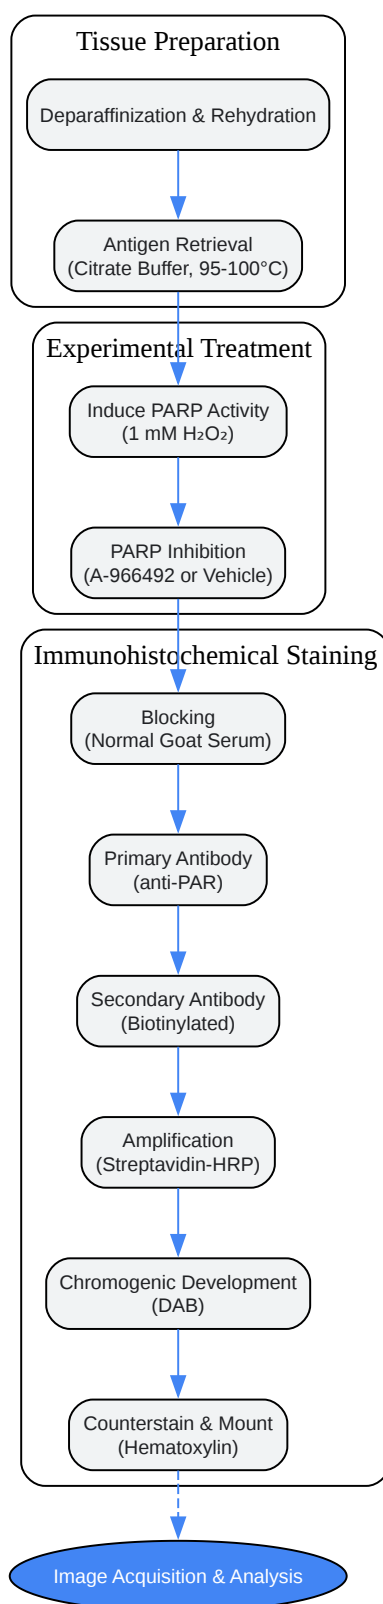 Tissue Preparation
Deparaffinization & Rehydration
Antigen Retrieval
(Citrate Buffer, 95-100°C)
Experimental Treatment
Induce PARP Activity
(1 mM H₂O₂)
PARP Inhibition
(A-966492 or Vehicle)
Immunohistochemical Staining
Blocking
(Normal Goat Serum)
Primary Antibody
(anti-PAR)
Secondary Antibody
(Biotinylated)
Amplification
(Streptavidin-HRP)
Chromogenic Development
(DAB)
Counterstain & Mount
(Hematoxylin)
Image Acquisition & Analysis